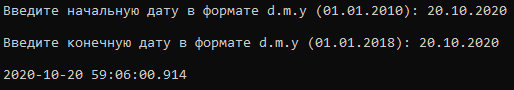 Введите начальную дату в формате d.m.y (01.01.2010): 20.10.2020
Введите конечную дату в формате d.m.y (01.01.2018): 20.10.2020
2020-10-20 59:06:00.914